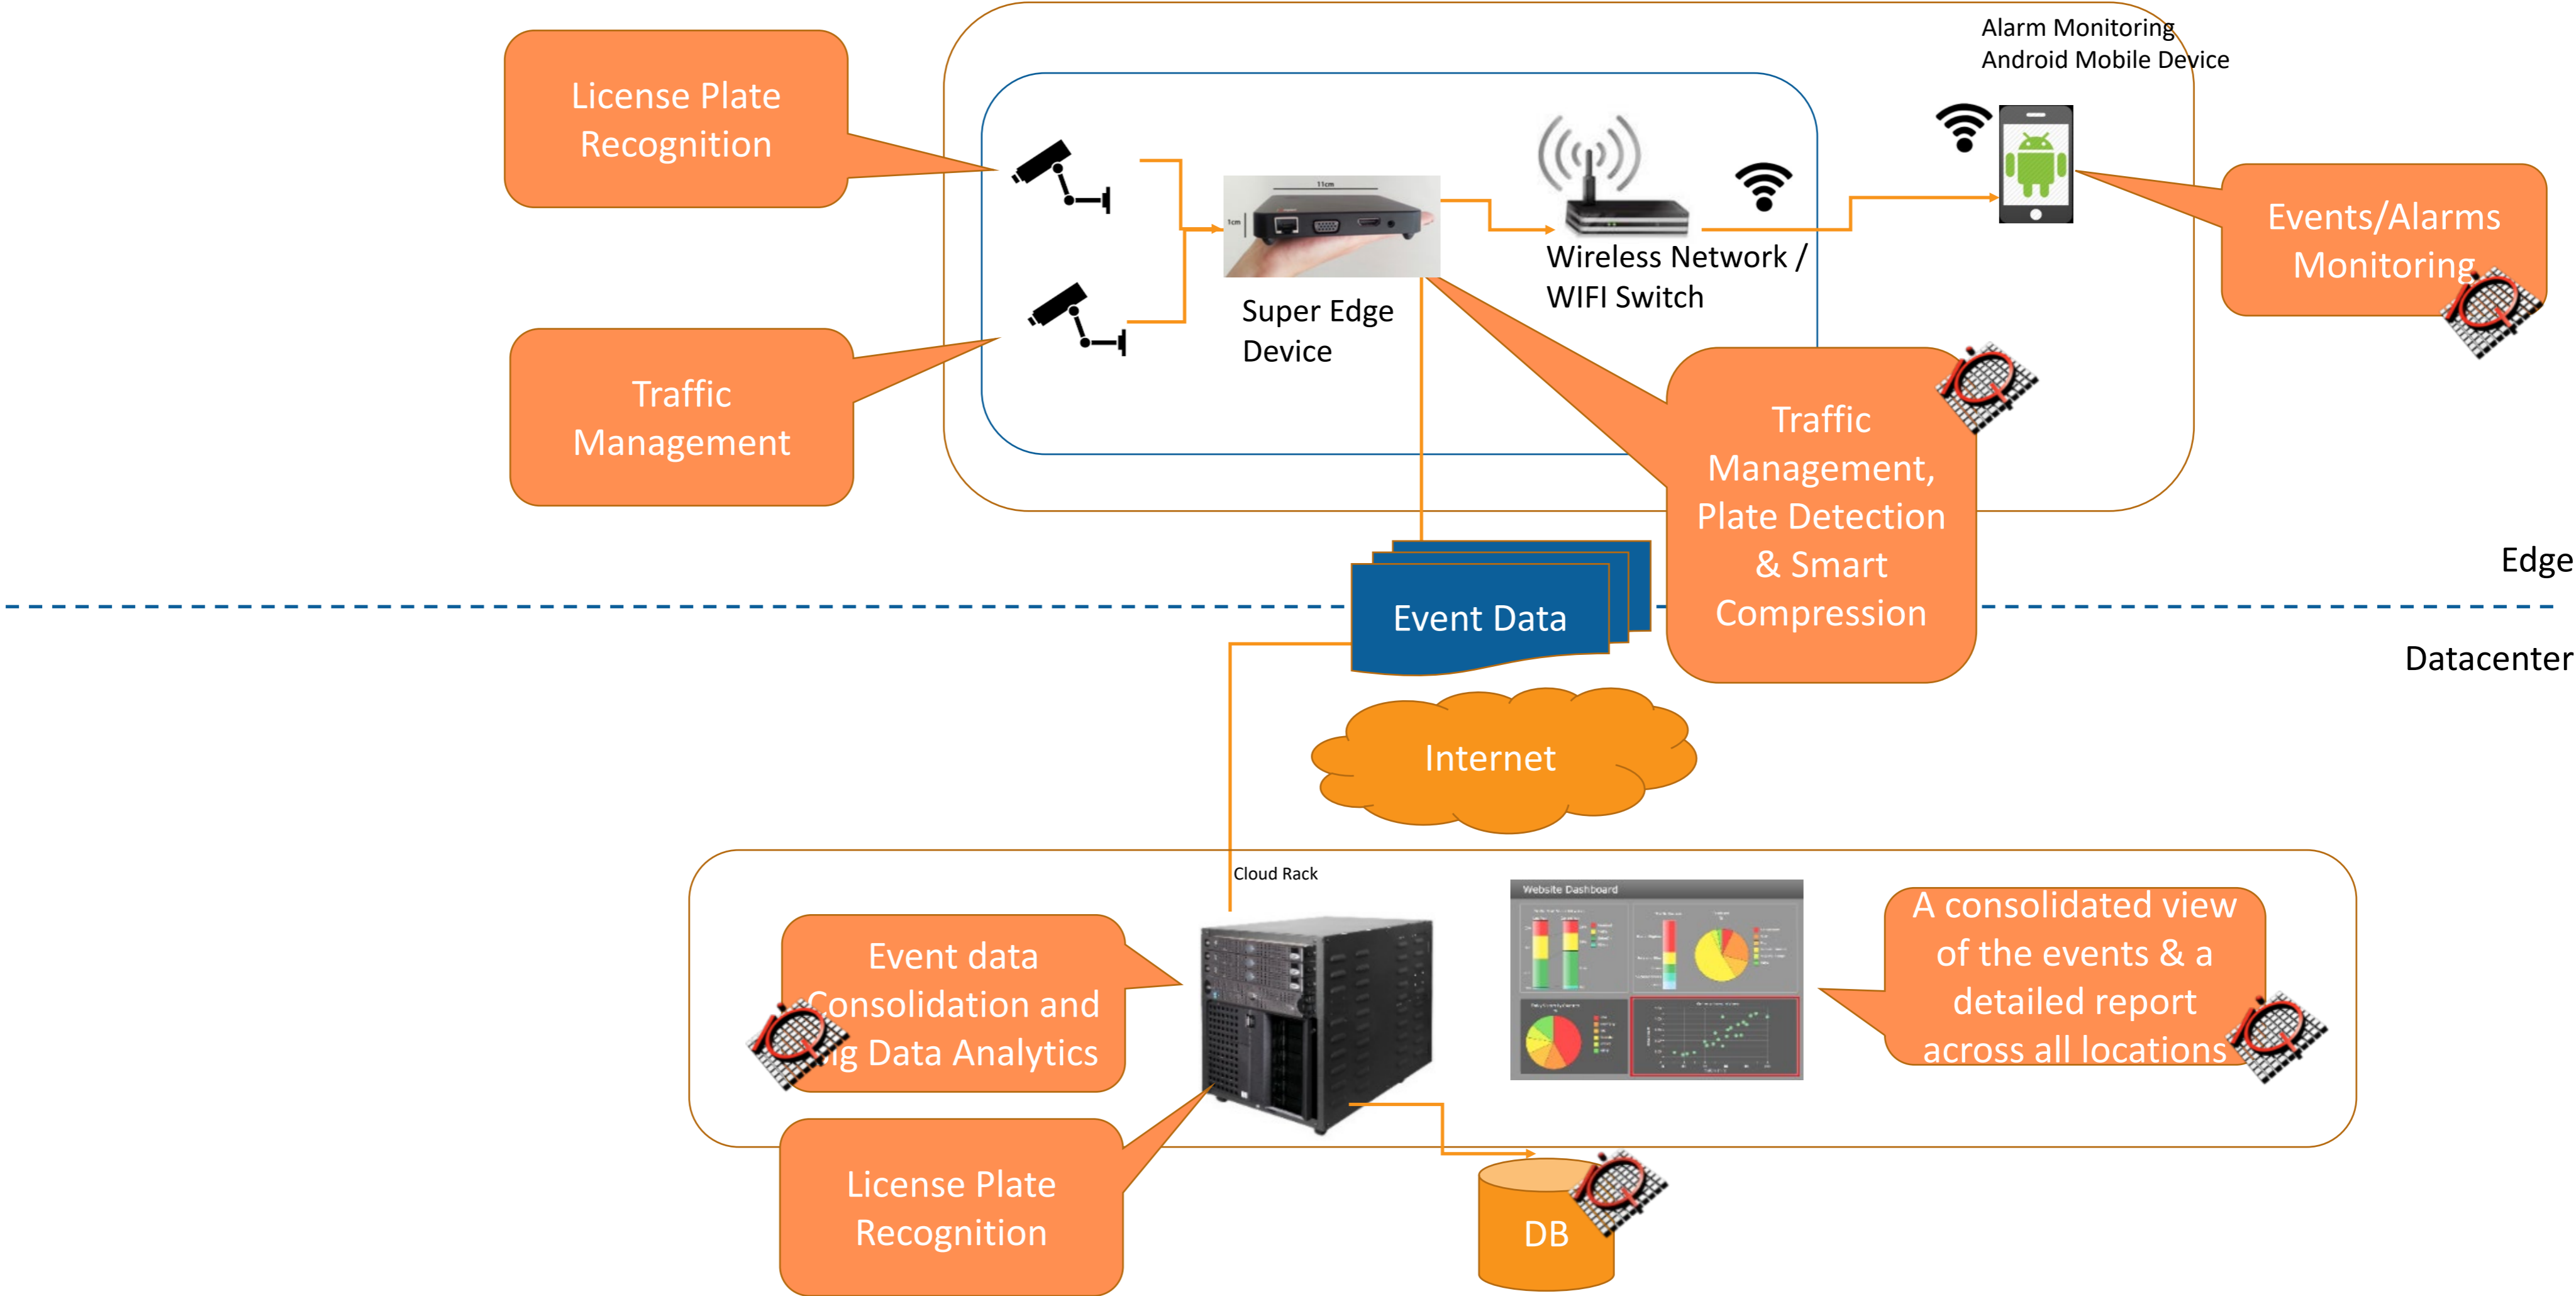 Alarm Monitoring
Android Mobile Device
License Plate
Recognition
11cm
1cm
Events/Alarms
Monitoring
Wireless Network /
WIFI Switch
Super Edge
Device
Traffic
Management
Traffic
Management,
Plate Detection
& Smart
Compression
Edge
Event Data
Datacenter
Internet
Cloud Rack
Website Dashboard
Event data
Consolidation and
Data Analytics
A consolidated view
of the events & a
detailed report
across all locations
License Plate
Recognition
DB